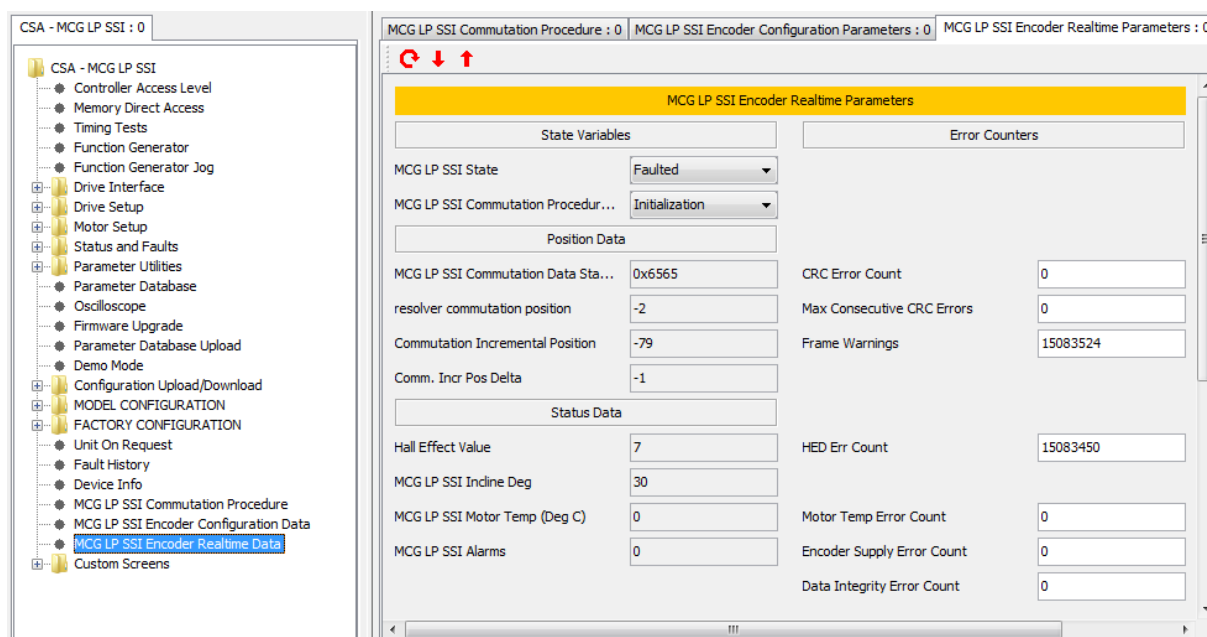 CSA - MCG LP SSI : 0
CSA - MCG LP SSI
Controller Access Level
Memory Direct Access
Timing Tests
Function Generator
Function Generator Jog
Drive Interface
Drive Setup
Motor Setup
Status and Faults
Parameter Utilities
Parameter Database
Oscilloscope
Firmware Upgrade
Parameter Database Upload
Demo Mode
Configuration Upload/Download
MODEL CONFIGURATION
FACTORY CONFIGURATION
Unit On Request
Fault History
Device Info
MCG LP SSI Commutation Procedure
MCG LP SSI Encoder Configuration Data
MCG LP SSI Encoder Realtime Data
Custom Screens
MCG LP SSI Commutation Procedure : 0 MCG LP SSI Encoder Configuration Parameters : 0 MCG LP SSI Encoder Realtime Parameters : 0
MCG LP SSI Encoder Realtime Parameters
State Variables Error Counters
MCG LP SSI State Faulted
MCG LP SSI Commutation Procedur... Initialization
Position Data
MCG LP SSI Commutation Data Sta... 0x6565 CRC Error Count 0
resolver commutation position -2 Max Consecutive CRC Errors 0
Commutation Incremental Position -79 Frame Warnings 15083524
Comm. Incr Pos Delta -1
Status Data
Hall Effect Value 7 HED Err Count 15083450
MCG LP SSI Incline Deg 30
MCG LP SSI Motor Temp (Deg C) 0 Motor Temp Error Count 0
MCG LP SSI Alarms 0 Encoder Supply Error Count 0
Data Integrity Error Count 0